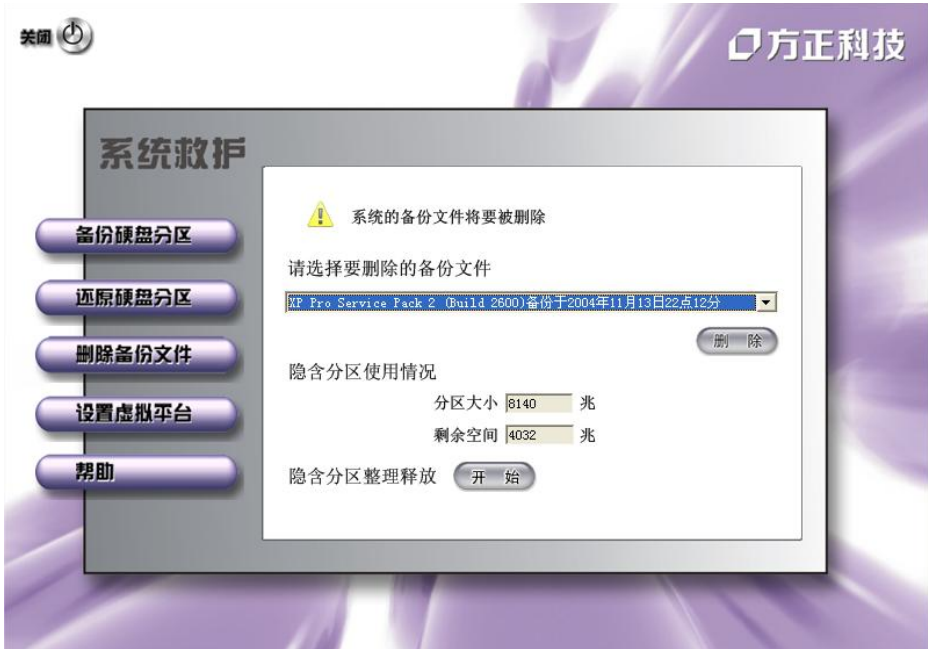 关闭
方正科技
系统救护
备份硬盘分区
还原硬盘分区
删除备份文件
设置虚拟平台
帮助
系统的备份文件将要被删除
请选择要删除的备份文件
XP Pro Service Pack 2 (Build 2600)备份于2004年11月13日22点12分
删 除
隐含分区使用情况
分区大小 8140 兆
剩余空间 4032 兆
隐含分区整理释放 开 始